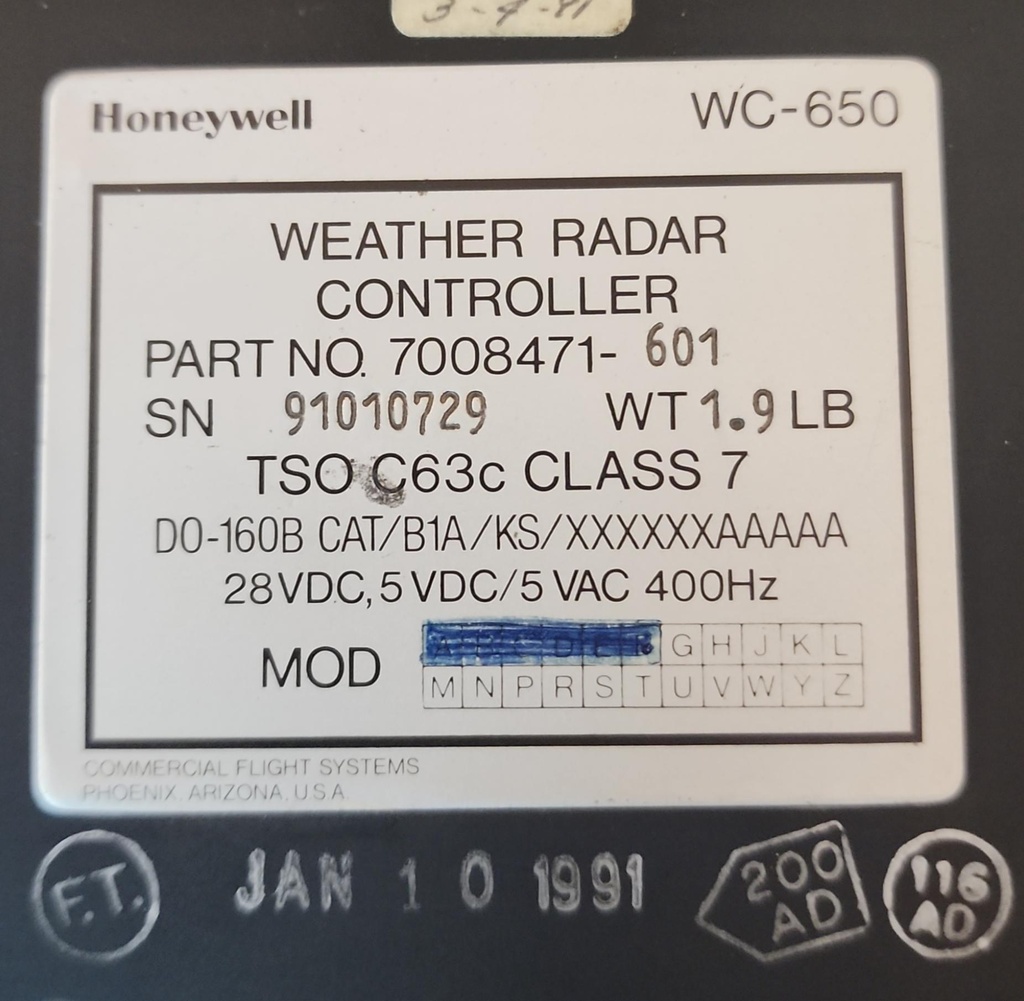 Honeywell WC-650
WEATHER RADAR
CONTROLLER
PART NO. 7008471- 601
SN 91010729 WT 1.9 LB
TSO C63c CLASS 7
DO-160B CAT/B1A/KS/XXXXXXAAAAA
28VDC, 5 VDC/5 VAC 400Hz
MOD
G H J K L
M N P R S T U V W Y Z
COMMERCIAL FLIGHT SYSTEMS
PHOENIX, ARIZONA, U.S.A.
F.T. JAN 10 1991 200 AD 116 AD